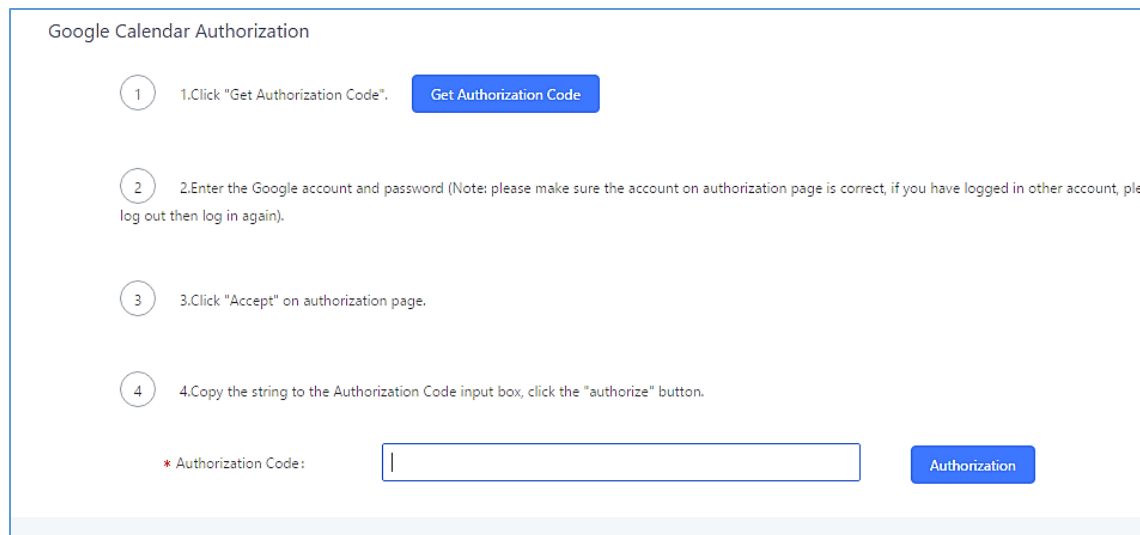 Google Calendar Authorization
1 1.Click "Get Authorization Code". Get Authorization Code
2 2.Enter the Google account and password (Note: please make sure the account on authorization page is correct, if you have logged in other account, ple
log out then log in again).
3 3.Click "Accept" on authorization page.
4 4.Copy the string to the Authorization Code input box, click the "authorize" button.
* Authorization Code: Authorization